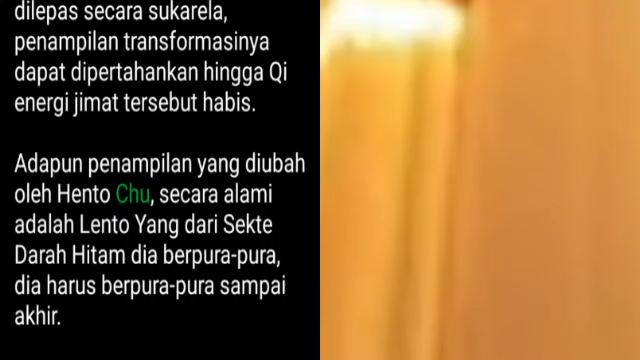 dilepas secara sukarela,
penampilan transformasinya
dapat dipertahankan hingga Qi
energi jimat tersebut habis.
Adapun penampilan yang diubah
oleh Hento Chu, secara alami
adalah Lento Yang dari Sekte
Darah Hitam dia berpura-pura,
dia harus berpura-pura sampai
akhir.